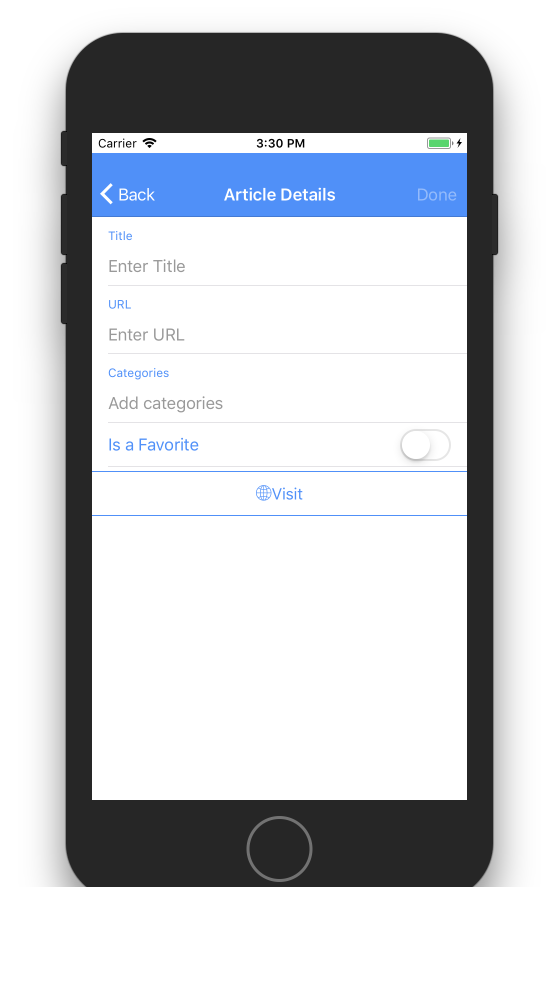 Carrier 3:30 PM
Back Article Details Done
Title
Enter Title
URL
Enter URL
Categories
Add categories
Is a Favorite
Visit